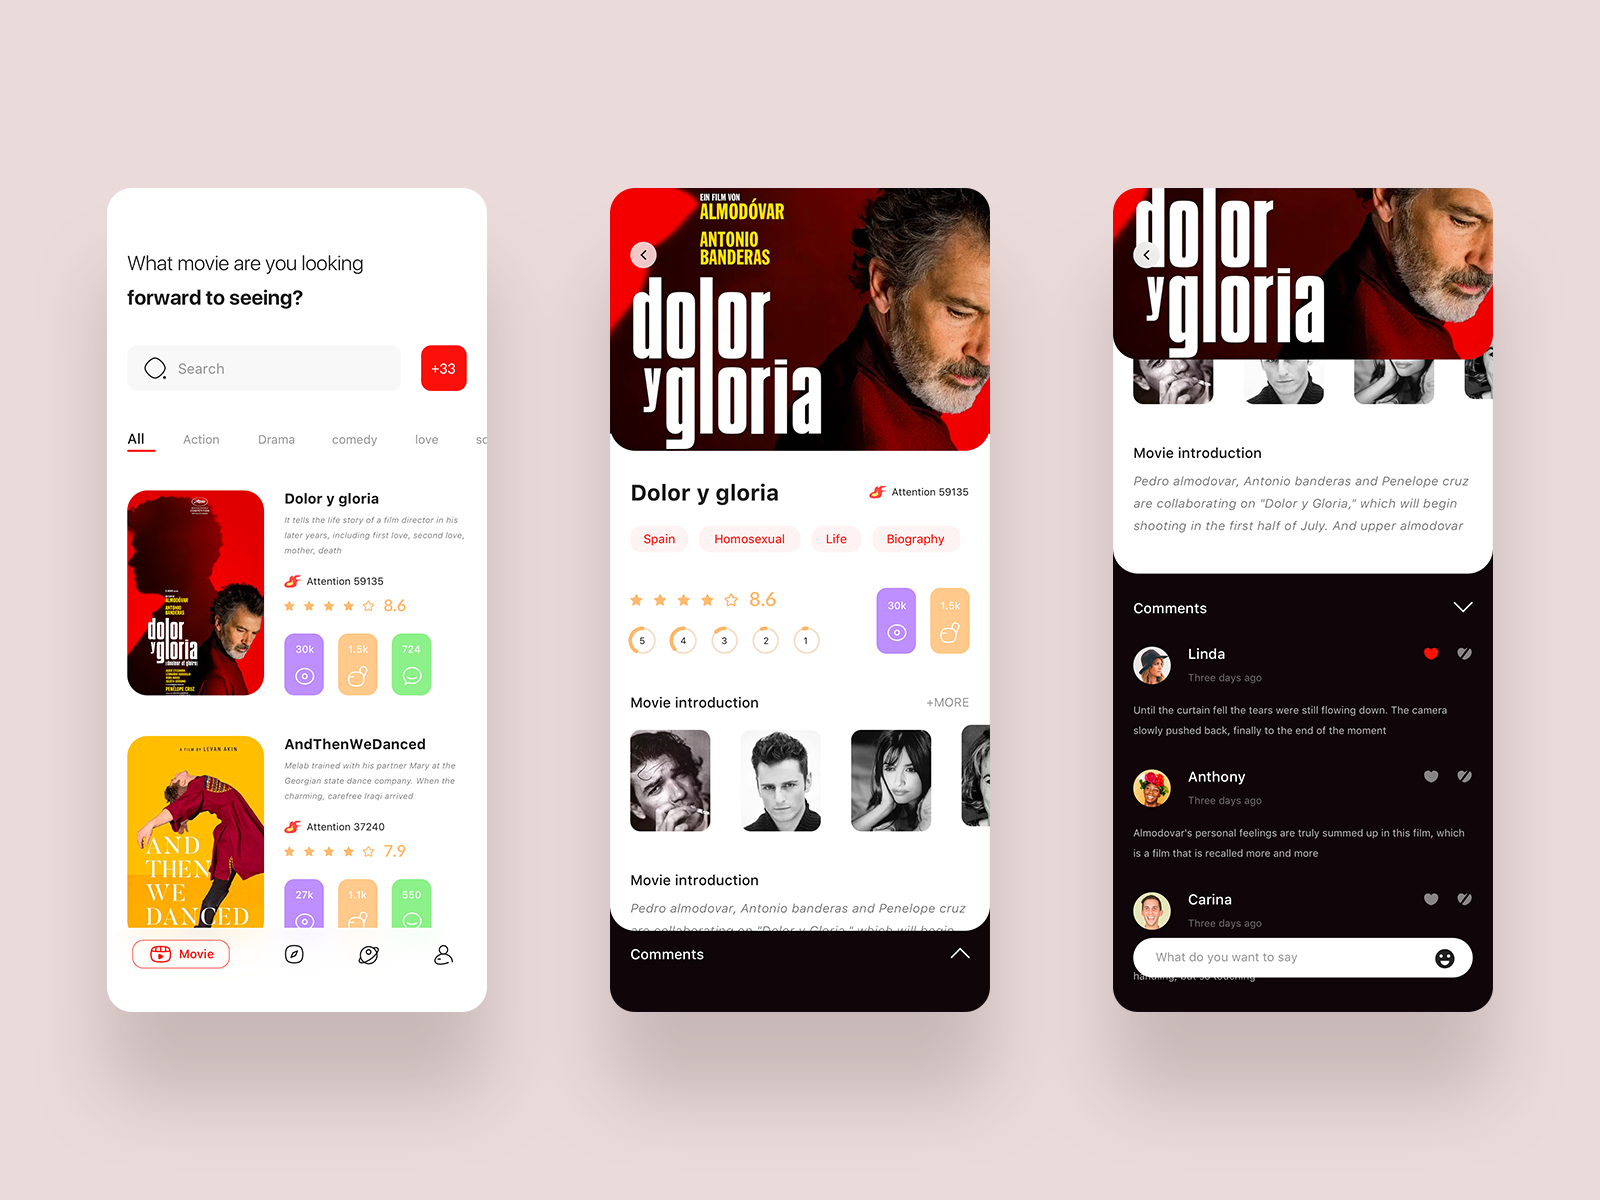 What movie are you looking
forward to seeing?
Search
+33
All
Action
Drama
comedy
love
sc
COMPETITION
ALMODÓVAR
ANTONIO
BANDERAS
dolor
y gloria
PENÉLOPE CRUZ
Dolor y gloria
It tells the life story of a film director in his
later years, including first love, second love,
mother, death
Attention 59135
8.6
30k
1.5k
724
A FILM BY LEVAN AKIN
AND
THEN
WE
DANCED
AndThenWeDanced
Melab trained with his partner Mary at the
Georgian state dance company. When the
charming, carefree Iraqi arrived
Attention 37240
7.9
27k
1.1k
550
Movie
EIN FILM VON
ALMODÓVAR
ANTONIO
BANDERAS
dolor
y gloria
Dolor y gloria
Attention 59135
Spain
Homosexual
Life
Biography
8.6
5
4
3
2
1
30k
1.5k
Movie introduction
+MORE
Movie introduction
Pedro almodovar, Antonio banderas and Penelope cruz
are collaborating on "Dolor y Gloria," which will begin
Comments
dolor
y gloria
Movie introduction
Pedro almodovar, Antonio banderas and Penelope cruz
are collaborating on "Dolor y Gloria," which will begin
shooting in the first half of July. And upper almodovar
Comments
Linda
Three days ago
Until the curtain fell the tears were still flowing down. The camera
slowly pushed back, finally to the end of the moment
Anthony
Three days ago
Almodovar's personal feelings are truly summed up in this film, which
is a film that is recalled more and more
Carina
Three days ago
What do you want to say
handling, but so touching